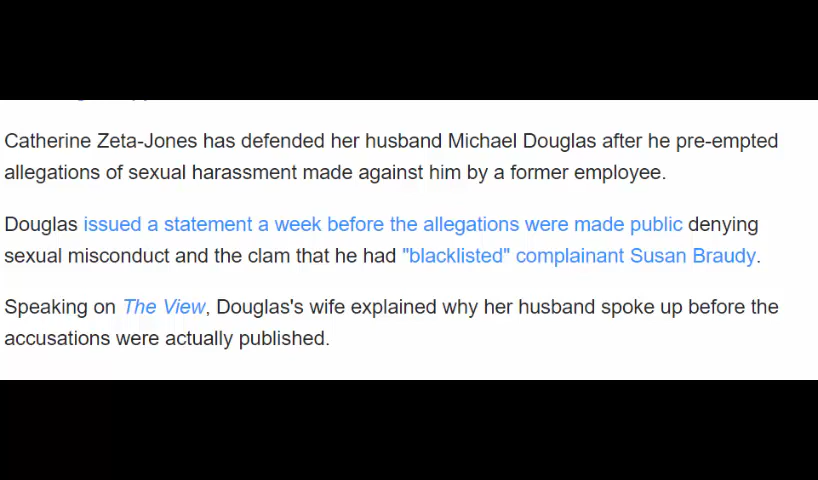 Catherine Zeta-Jones has defended her husband Michael Douglas after he pre-empted
allegations of sexual harassment made against him by a former employee.
Douglas issued a statement a week before the allegations were made public denying
sexual misconduct and the clam that he had "blacklisted" complainant Susan Braudy.
Speaking on The View, Douglas's wife explained why her husband spoke up before the
accusations were actually published.